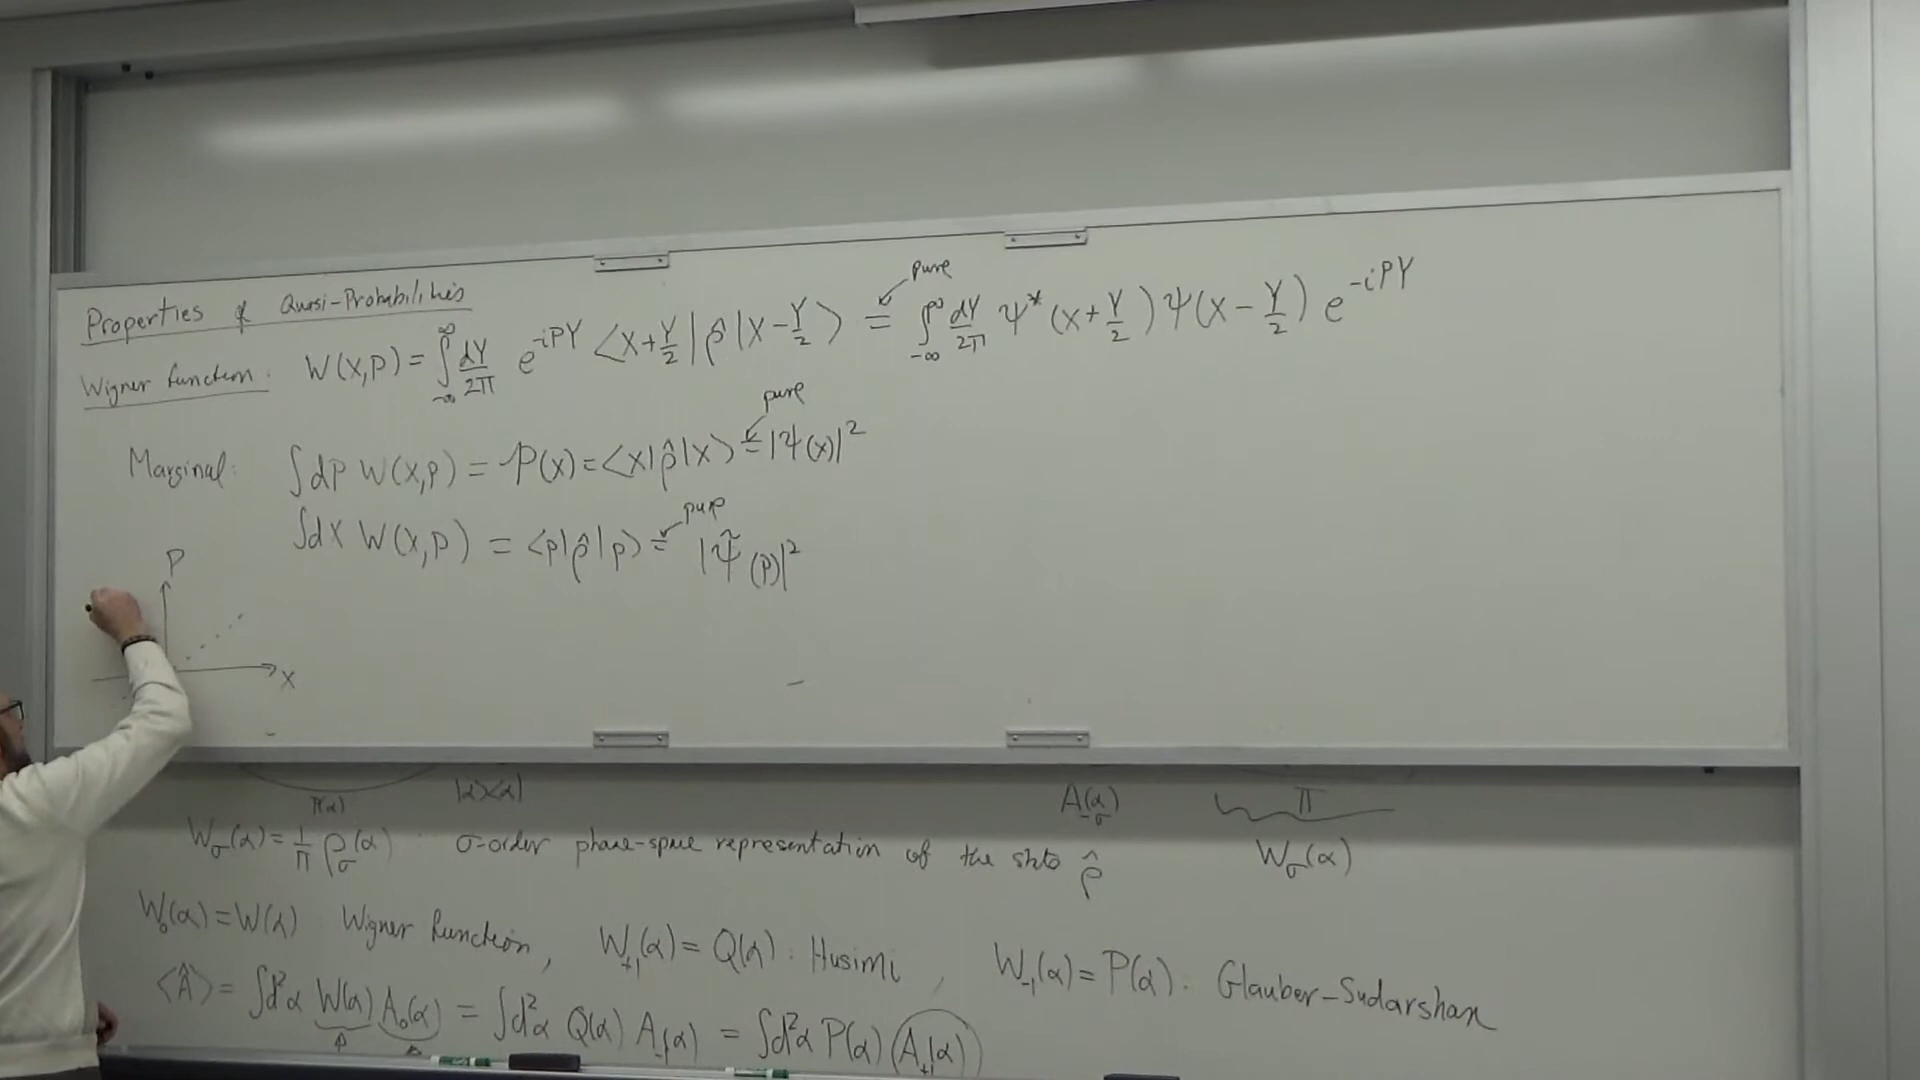 Properties of Quasi-Probabilities
Wigner function: W(x,p) = ∫_{-∞}^{∞} dY/2π e^{-iPY} <x+Y/2|ρ̂|x-Y/2> = ∫_{-∞}^{∞} dY/2π Ψ*(x+Y/2)Ψ(x-Y/2) e^{-iPY}
pure
pure
Marginal: ∫dp W(x,p) = P(x) = <x|ρ̂|x> = |Ψ(x)|²
pure
∫dx W(x,p) = <p|ρ̂|p> = |Ψ̃(p)|²
P
X
|α><α|
A_{-σ}(α)
π
W_σ(α) = 1/π ρ_σ(α) : σ-order phase-space representation of the state ρ̂
W_σ(α)
W_0(α) = W(α) : Wigner function, W_{+1}(α) = Q(α) : Husimi, W_{-1}(α) = P(α) : Glauber-Sudarshan
<Â> = ∫d²α W(α) A_0(α) = ∫d²α Q(α) A_{-1}(α) = ∫d²α P(α) A_{+1}(α)